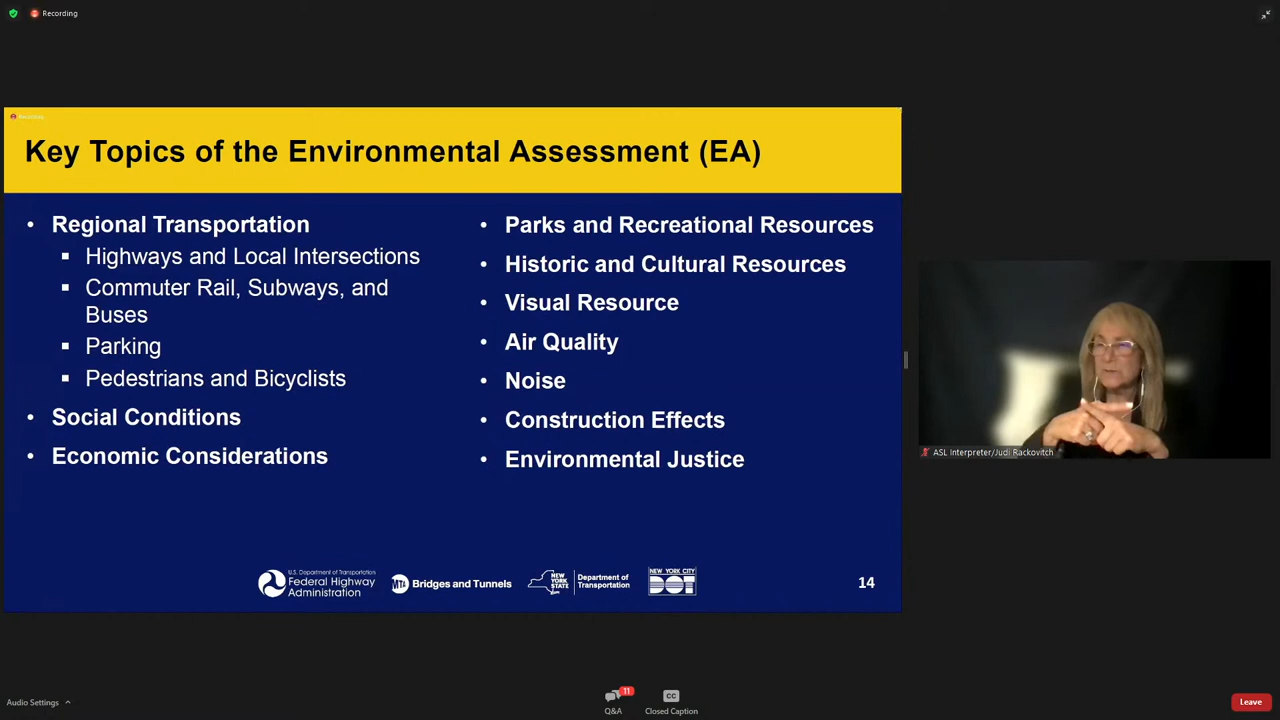 Recording
Recording...
Key Topics of the Environmental Assessment (EA)
• Regional Transportation
▪ Highways and Local Intersections
▪ Commuter Rail, Subways, and
Buses
▪ Parking
▪ Pedestrians and Bicyclists
• Social Conditions
• Economic Considerations
• Parks and Recreational Resources
• Historic and Cultural Resources
• Visual Resource
• Air Quality
• Noise
• Construction Effects
• Environmental Justice
U.S. Department of Transportation
Federal Highway
Administration
MTA Bridges and Tunnels
NEW
YORK
STATE
Department of
Transportation
NEW YORK CITY
DOT
14
ASL Interpreter/Judi Rackovitch
Audio Settings
11
Q&A
CC
Closed Caption
Leave